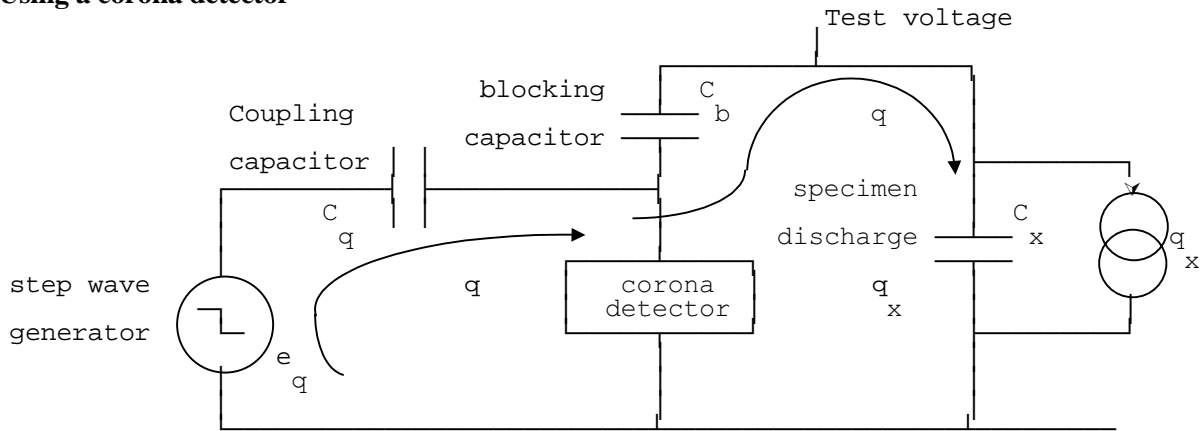 Using a corona detector
Test voltage
blocking
capacitor
C
b
q
Coupling
capacitor
C
q
specimen
discharge
q
x
C
x
q
x
step wave
generator
e
q
q
corona
detector